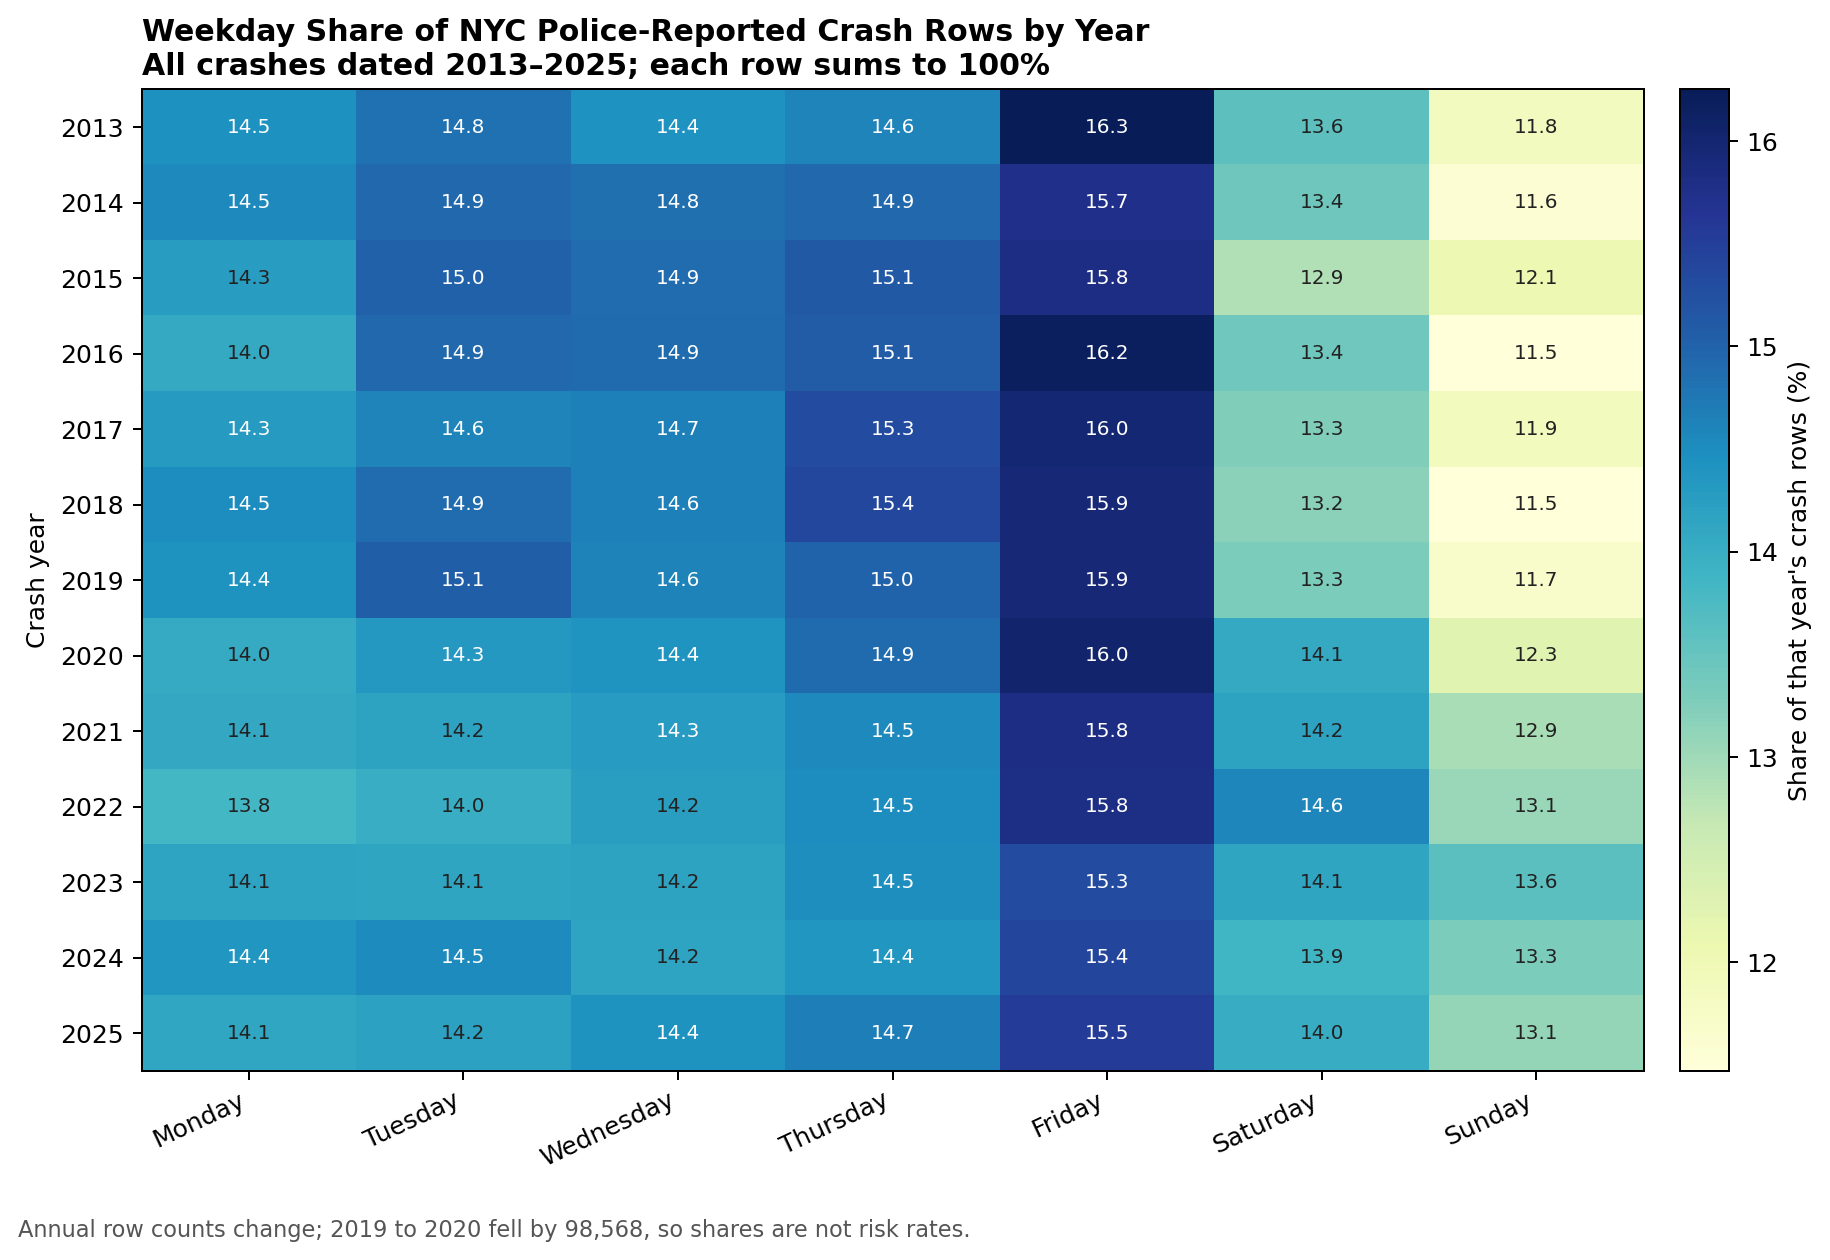 Weekday Share of NYC Police-Reported Crash Rows by Year
All crashes dated 2013–2025; each row sums to 100%
Crash year
2013 14.5 14.8 14.4 14.6 16.3 13.6 11.8
2014 14.5 14.9 14.8 14.9 15.7 13.4 11.6
2015 14.3 15.0 14.9 15.1 15.8 12.9 12.1
2016 14.0 14.9 14.9 15.1 16.2 13.4 11.5
2017 14.3 14.6 14.7 15.3 16.0 13.3 11.9
2018 14.5 14.9 14.6 15.4 15.9 13.2 11.5
2019 14.4 15.1 14.6 15.0 15.9 13.3 11.7
2020 14.0 14.3 14.4 14.9 16.0 14.1 12.3
2021 14.1 14.2 14.3 14.5 15.8 14.2 12.9
2022 13.8 14.0 14.2 14.5 15.8 14.6 13.1
2023 14.1 14.1 14.2 14.5 15.3 14.1 13.6
2024 14.4 14.5 14.2 14.4 15.4 13.9 13.3
2025 14.1 14.2 14.4 14.7 15.5 14.0 13.1
Monday Tuesday Wednesday Thursday Friday Saturday Sunday
16
15
14
13
12
Share of that year's crash rows (%)
Annual row counts change; 2019 to 2020 fell by 98,568, so shares are not risk rates.